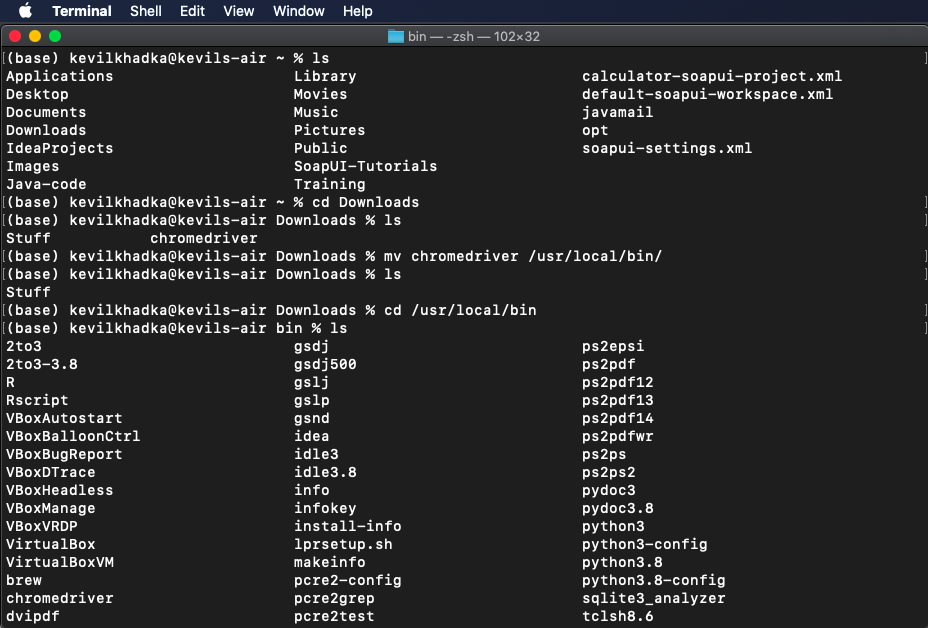 Terminal Shell Edit View Window Help
bin — -zsh — 102×32
[(base) kevilkhadka@kevils-air ~ % ls ]
Applications Library calculator-soapui-project.xml
Desktop Movies default-soapui-workspace.xml
Documents Music javamail
Downloads Pictures opt
IdeaProjects Public soapui-settings.xml
Images SoapUI-Tutorials
Java-code Training
[(base) kevilkhadka@kevils-air ~ % cd Downloads ]
[(base) kevilkhadka@kevils-air Downloads % ls ]
Stuff chromedriver
[(base) kevilkhadka@kevils-air Downloads % mv chromedriver /usr/local/bin/ ]
[(base) kevilkhadka@kevils-air Downloads % ls ]
Stuff
[(base) kevilkhadka@kevils-air Downloads % cd /usr/local/bin ]
[(base) kevilkhadka@kevils-air bin % ls ]
2to3 gsdj ps2epsi
2to3-3.8 gsdj500 ps2pdf
R gslj ps2pdf12
Rscript gslp ps2pdf13
VBoxAutostart gsnd ps2pdf14
VBoxBalloonCtrl idea ps2pdfwr
VBoxBugReport idle3 ps2ps
VBoxDTrace idle3.8 ps2ps2
VBoxHeadless info pydoc3
VBoxManage infokey pydoc3.8
VBoxVRDP install-info python3
VirtualBox lprsetup.sh python3-config
VirtualBoxVM makeinfo python3.8
brew pcre2-config python3.8-config
chromedriver pcre2grep sqlite3_analyzer
dvipdf pcre2test tclsh8.6